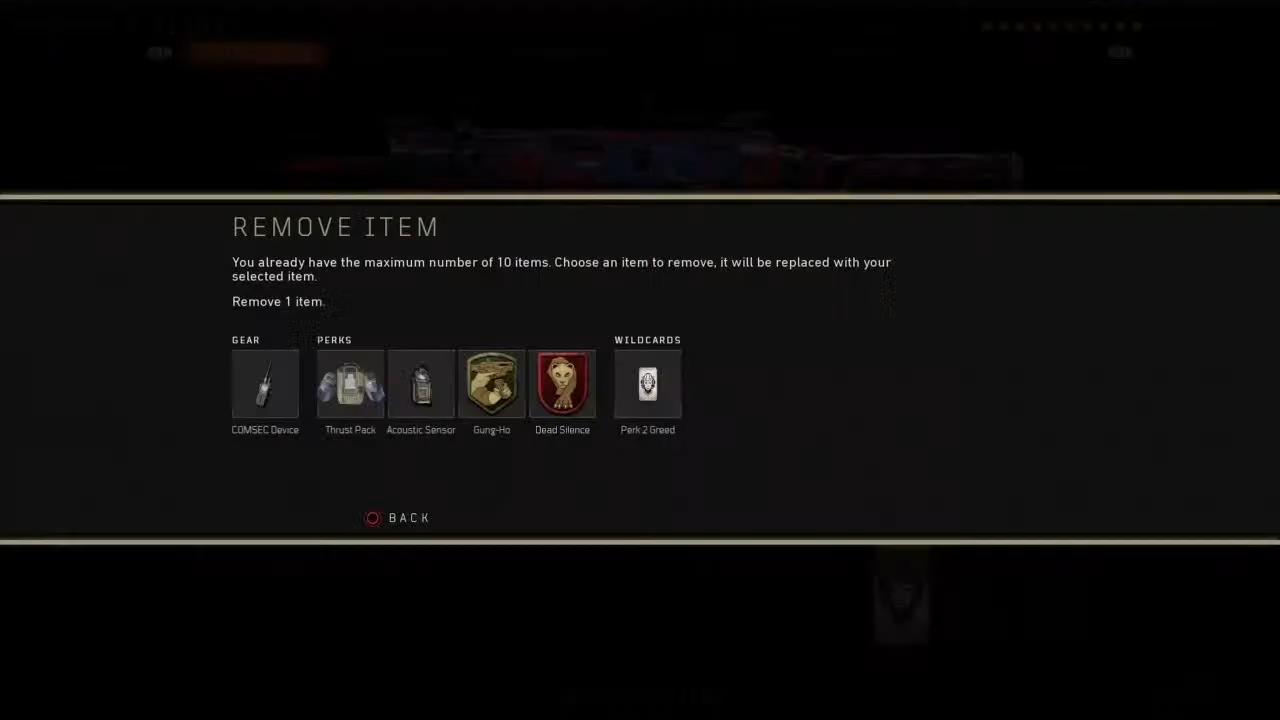 REMOVE ITEM
You already have the maximum number of 10 items. Choose an item to remove, it will be replaced with your
selected item.
Remove 1 item.
GEAR PERKS WILDCARDS
COMSEC Device Thrust Pack Acoustic Sensor Gung-Ho Dead Silence Perk 2 Greed
BACK